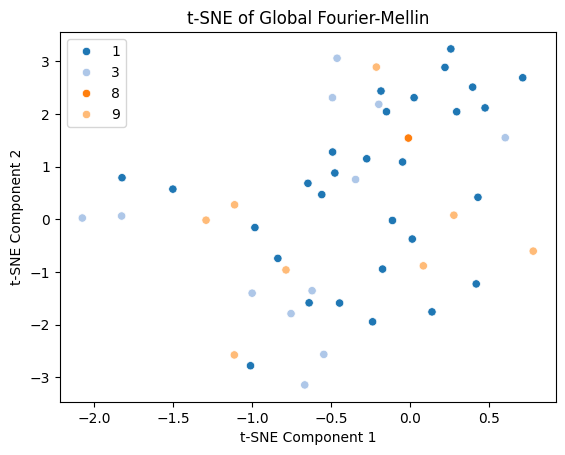 t-SNE of Global Fourier-Mellin
1
3
8
9
3
2
1
0
−1
−2
−3
t-SNE Component 2
−2.0 −1.5 −1.0 −0.5 0.0 0.5
t-SNE Component 1